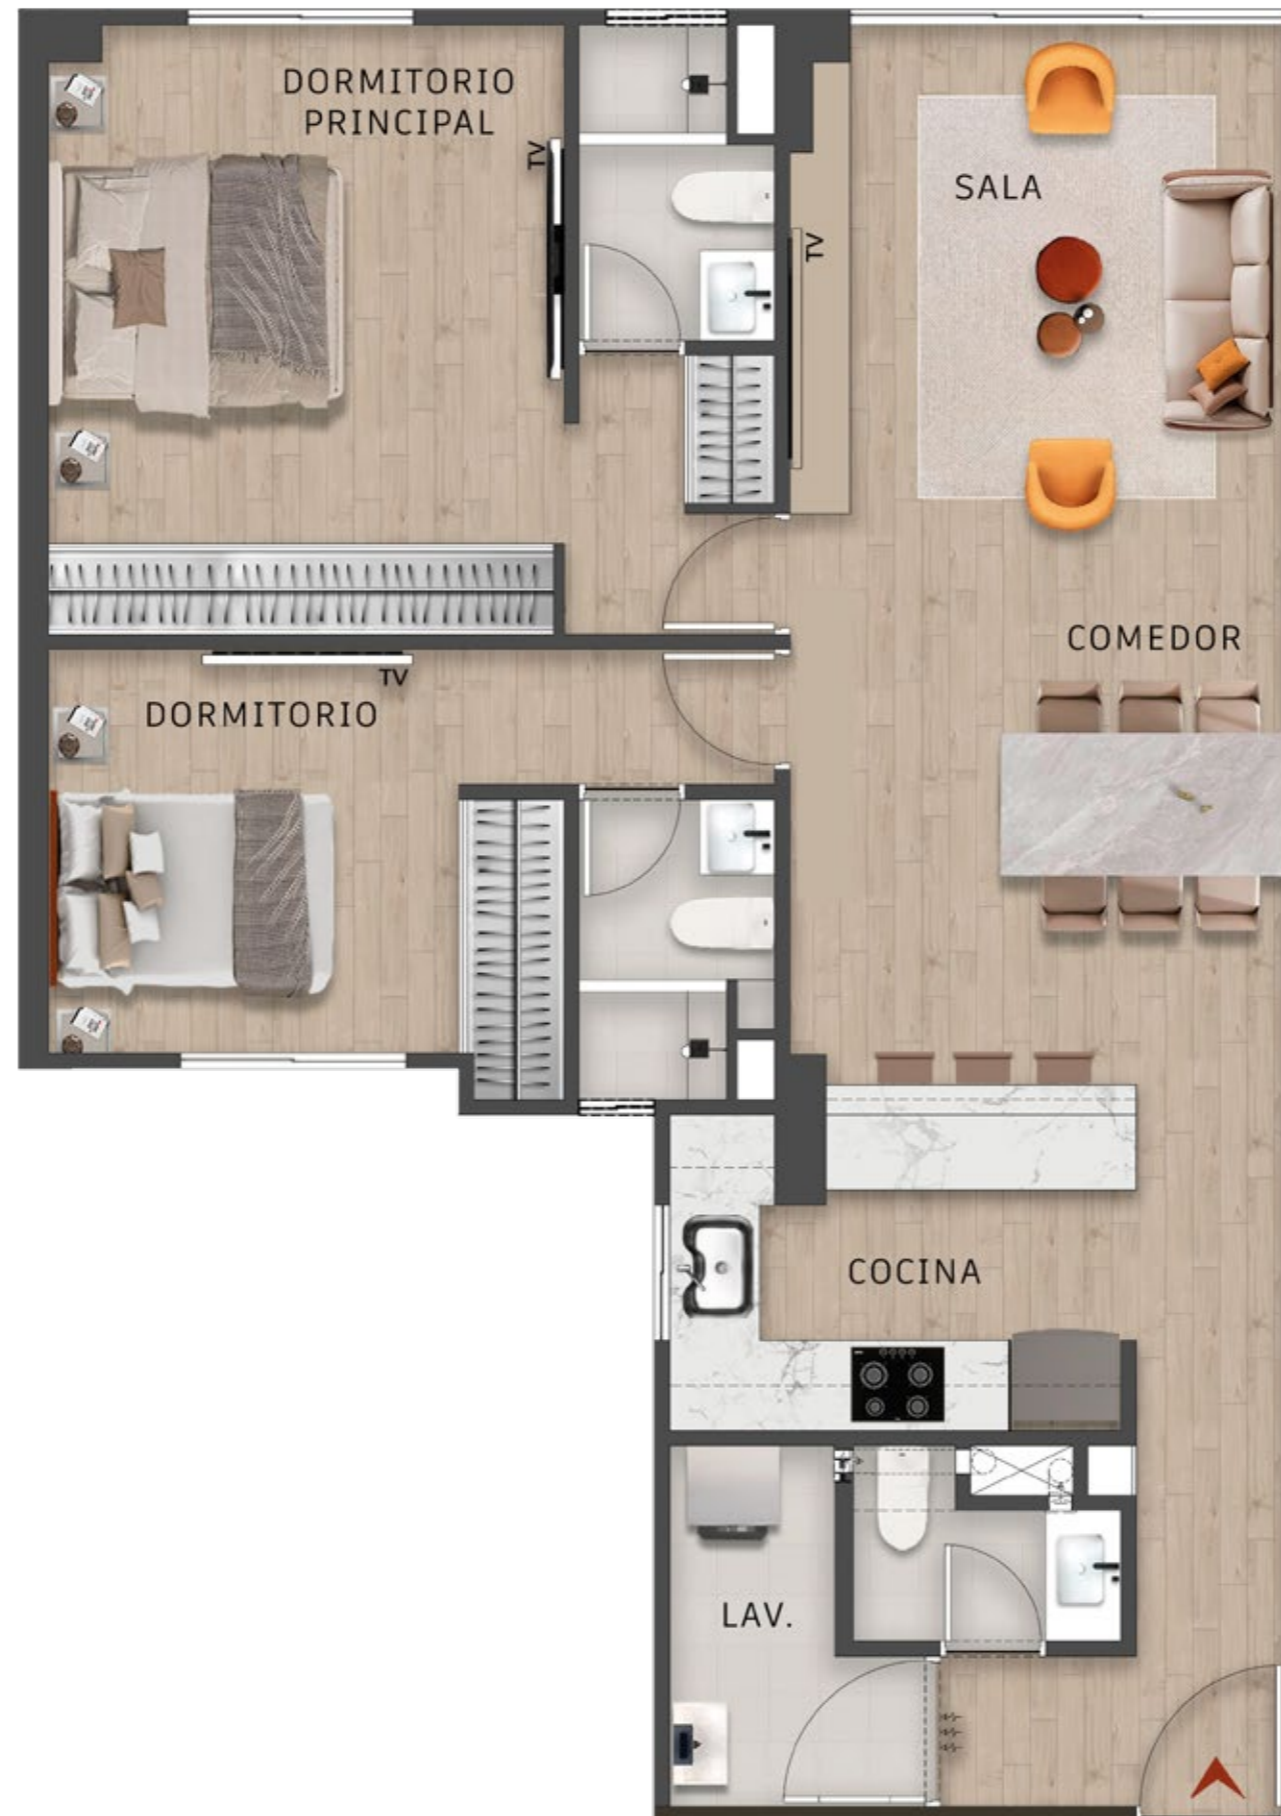 DORMITORIO
PRINCIPAL
TV
SALA
TV
COMEDOR
TV
DORMITORIO
COCINA
LAV.